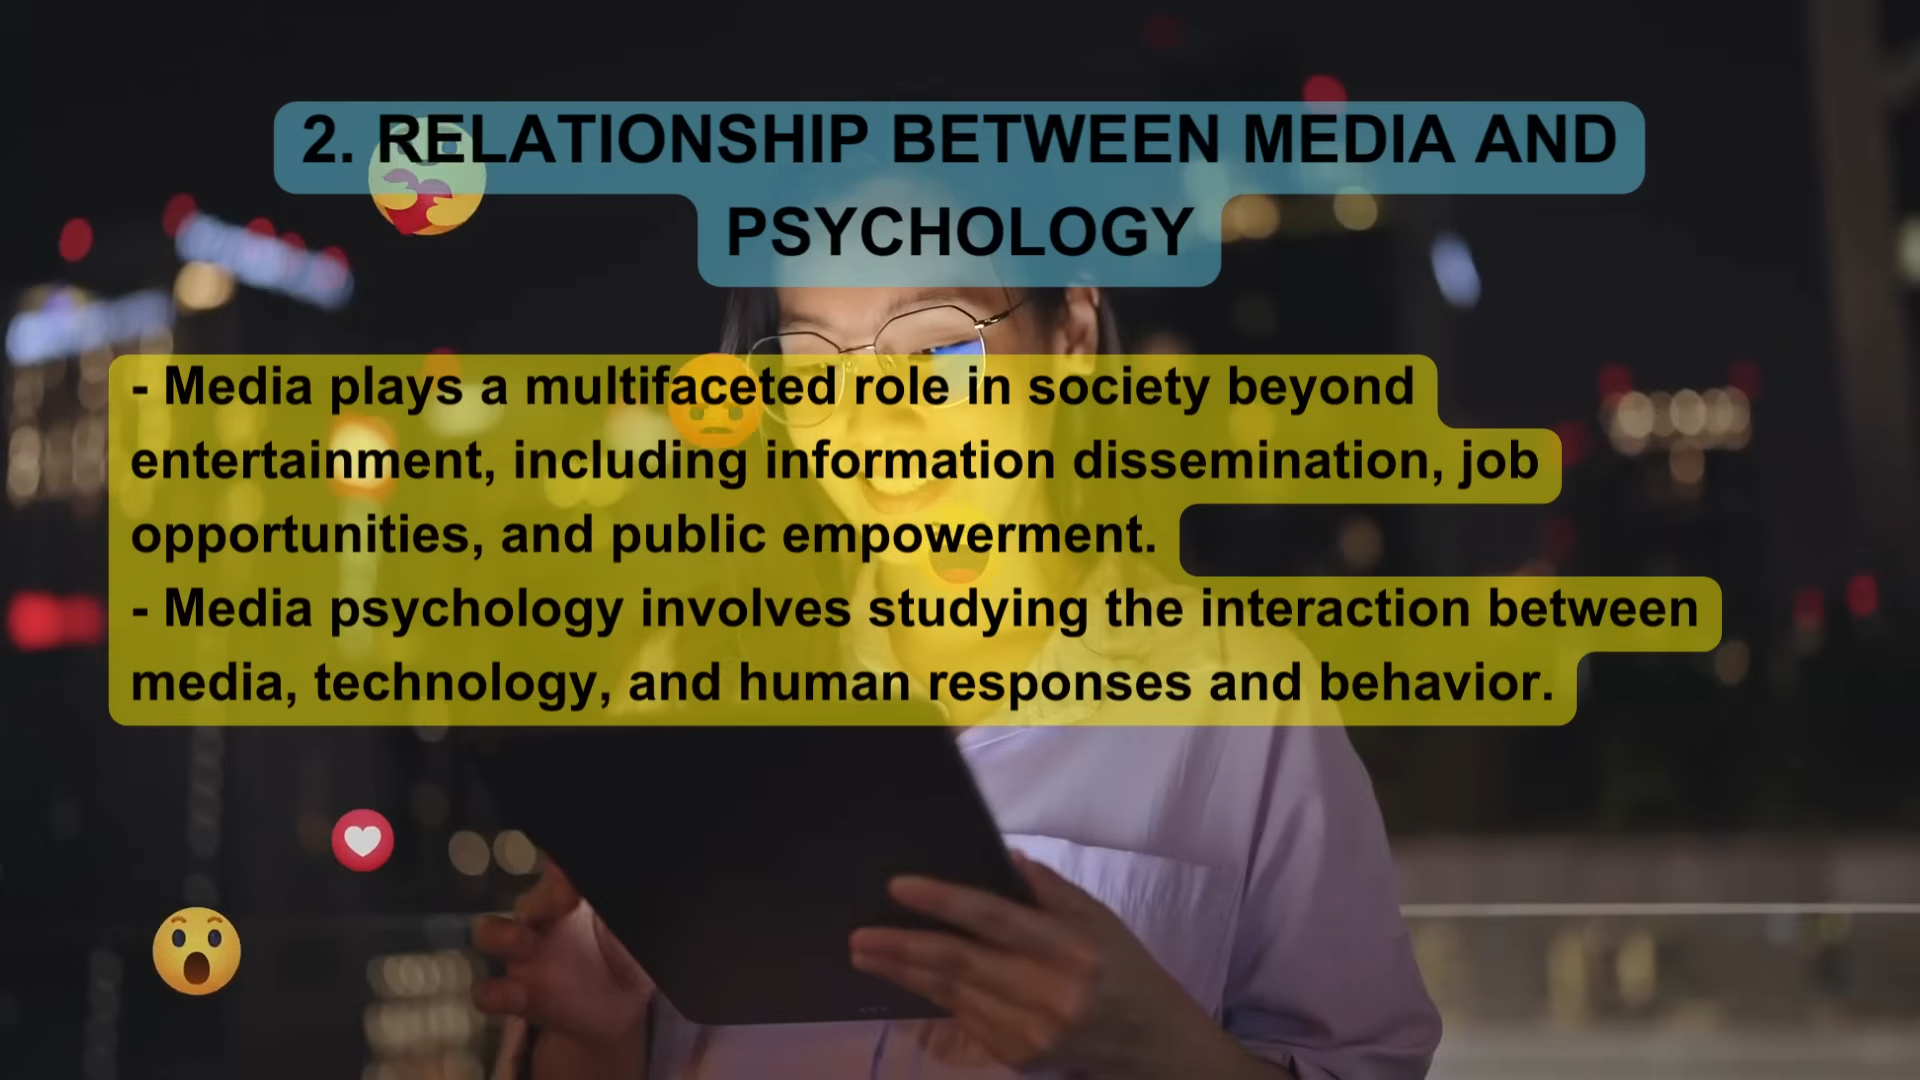 2. RELATIONSHIP BETWEEN MEDIA AND
PSYCHOLOGY
- Media plays a multifaceted role in society beyond
entertainment, including information dissemination, job
opportunities, and public empowerment.
- Media psychology involves studying the interaction between
media, technology, and human responses and behavior.